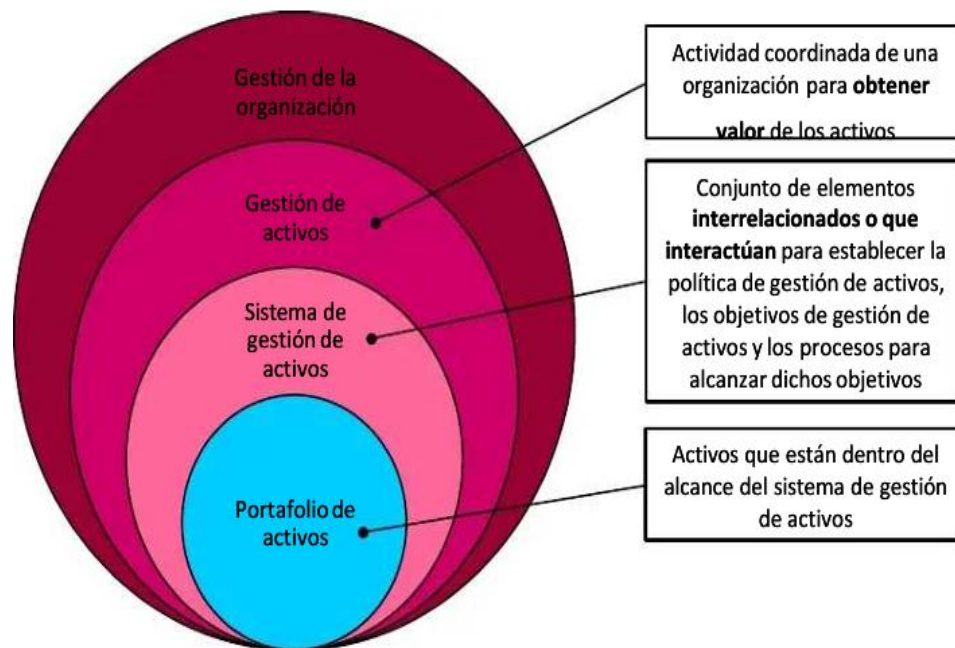 Gestión de la
organización
Gestión de
activos
Sistema de
gestión de
activos
Portafolio de
activos
Actividad coordinada de una
organización para obtener
valor de los activos
Conjunto de elementos
interrelacionados o que
interactúan para establecer la
política de gestión de activos,
los objetivos de gestión de
activos y los procesos para
alcanzar dichos objetivos
Activos que están dentro del
alcance del sistema de gestión
de activos